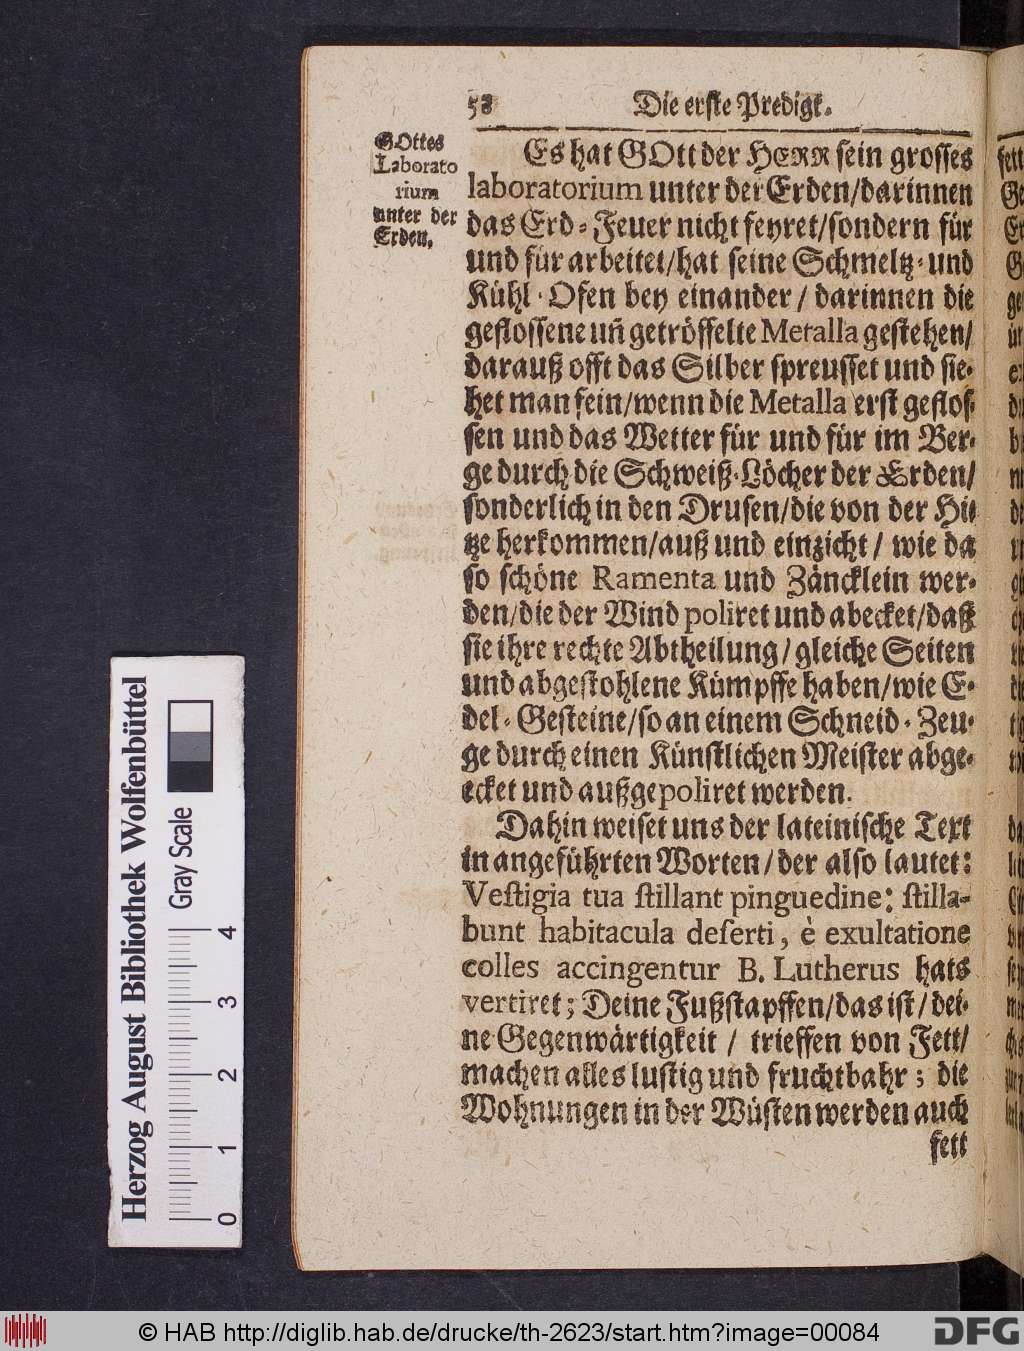 58 Die erste Predigt.
GOttes
Laborato
rium
unter der
Erden.
Es hat GOtt der HERR sein grosses
laboratorium unter der Erden/darinnen
das Erd-Feuer nicht feyret/sondern für
und für arbeitet/hat seine Schmeltz-und
Kühl-Ofen bey einander/ darinnen die
geflossene uñ getröffelte Metalla gestehen/
darauß offt das Silber spreusset und sie-
het man fein/wenn die Metalla erst geflos-
sen und das Wetter für und für im Ber-
ge durch die Schweiß-Löcher der Erden/
sonderlich in den Drusen/die von der Hi-
tze herkommen/auß und einzicht/ wie da
so schöne Ramenta und Zäncklein wer-
den/die der Wind poliret und abecket/daß
sie ihre rechte Abtheilung/gleiche Seiten
und abgestohlene Kümpffe haben/wie E-
del-Gesteine/so an einem Schneid-Zeu-
ge durch einen Künstlichen Meister abge-
ecket und außgepoliret werden.
Dahin weiset uns der lateinische Text
in angeführten Worten/der also lautet:
Vestigia tua stillant pinguedine: stilla-
bunt habitacula deserti, è exultatione
colles accingentur B. Lutherus hats
vertiret; Deine Fußstapffen/das ist/dei-
ne Gegenwärtigkeit/ trieffen von Fett/
machen alles lustig und fruchtbahr; die
Wohnungen in der Wüsten werden auch
fett
Herzog August Bibliothek Wolfenbüttel
Gray Scale
0 1 2 3 4
© HAB http://diglib.hab.de/drucke/th-2623/start.htm?image=00084
DFG